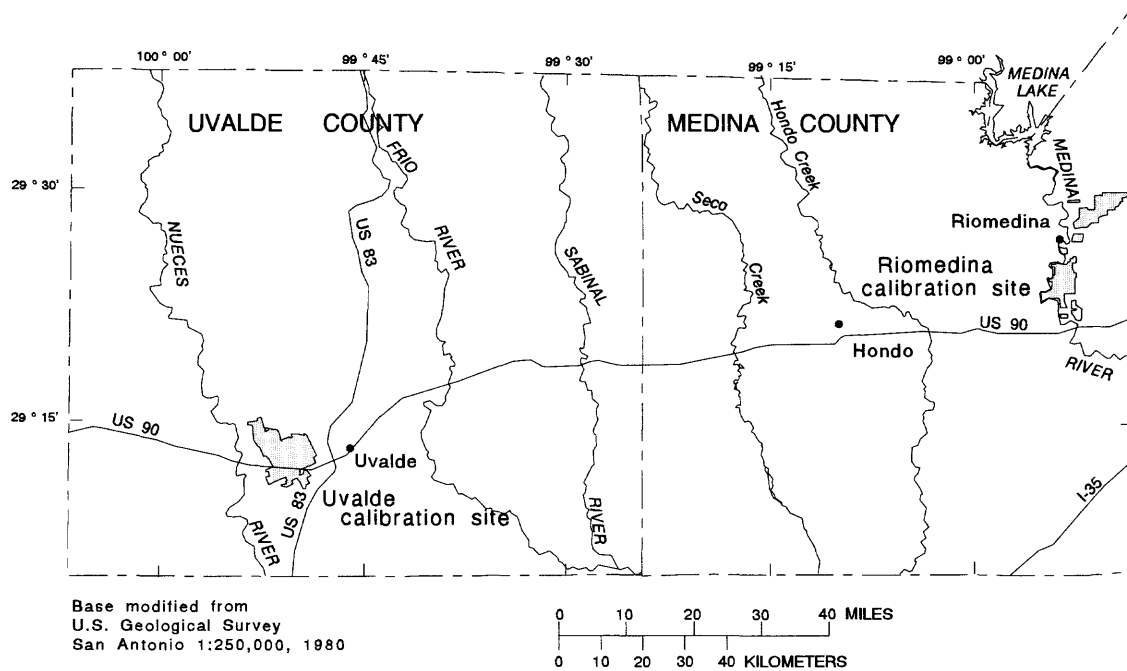 100 ° 00'
99 ° 45'
99 ° 30'
99 ° 15'
99 ° 00'
MEDINA
LAKE
UVALDE COUNTY
MEDINA COUNTY
Hondo Creek
FRIO
MEDINA
29 ° 30'
Seco
NUECES
US 83
RIVER
SABINAL
Riomedina
Creek
Riomedina
calibration site
US 90
Hondo
RIVER
29 ° 15'
US 90
Uvalde
Uvalde
calibration site
US 83
RIVER
RIVER
I-35
Base modified from
U.S. Geological Survey
San Antonio 1:250,000, 1980
0 10 20 30 40 MILES
0 10 20 30 40 KILOMETERS